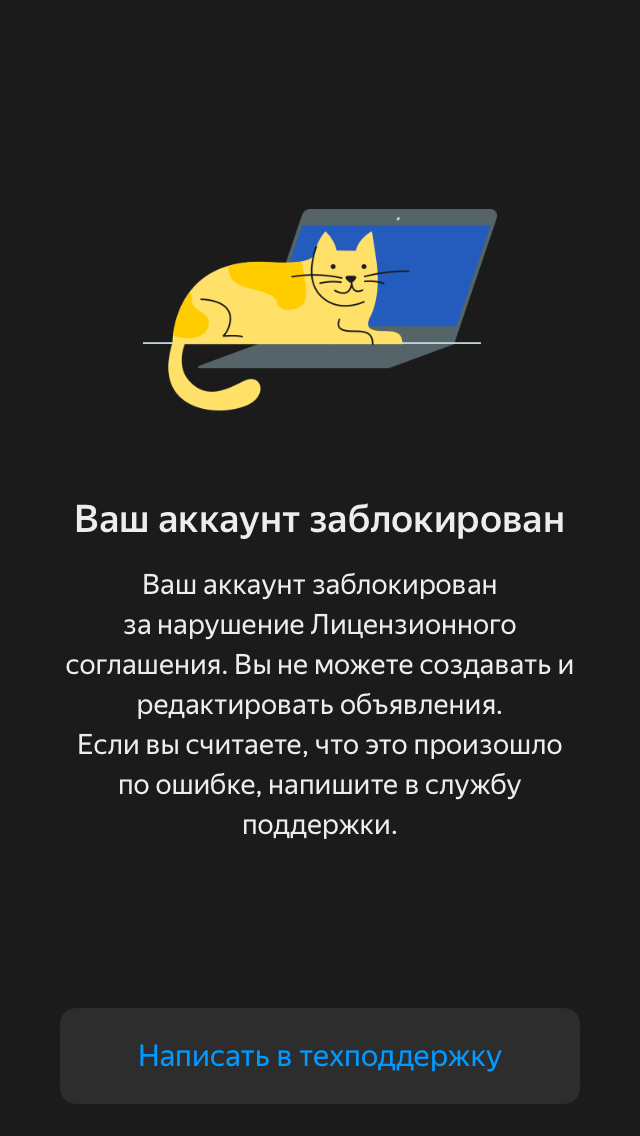 Ваш аккаунт заблокирован
Ваш аккаунт заблокирован
за нарушение Лицензионного
соглашения. Вы не можете создавать и
редактировать объявления.
Если вы считаете, что это произошло
по ошибке, напишите в службу
поддержки.
Написать в техподдержку